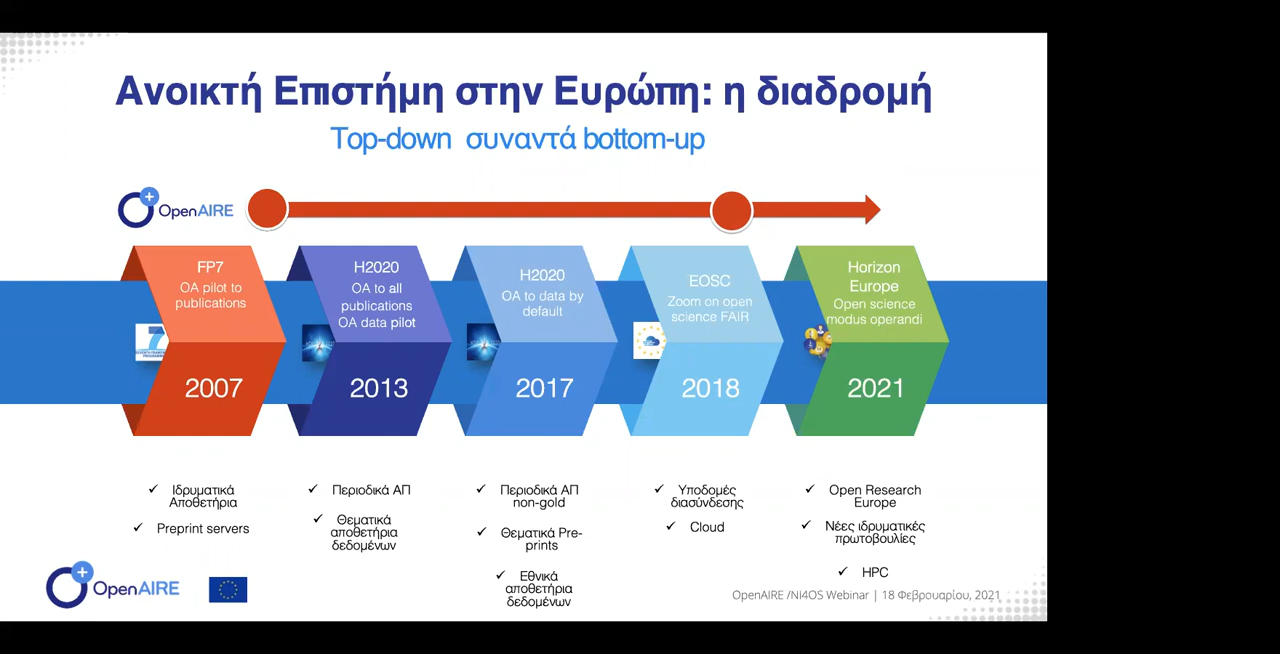 Ανοικτή Επιστήμη στην Ευρώπη: η διαδρομή
Top-down συναντά bottom-up
OpenAIRE
FP7
OA pilot to
publications
2007
H2020
OA to all
publications
OA data pilot
2013
H2020
OA to data by
default
2017
EOSC
Zoom on open
science FAIR
2018
Horizon
Europe
Open science
modus operandi
2021
✓ Ιδρυματικά
Αποθετήρια
✓ Preprint servers
✓ Περιοδικά ΑΠ
✓ Θεματικά
αποθετήρια
δεδομένων
✓ Περιοδικά ΑΠ
non-gold
✓ Θεματικά Pre-
prints
✓ Εθνικά
αποθετήρια
δεδομένων
✓ Υποδομές
διασύνδεσης
✓ Cloud
✓ Open Research
Europe
✓ Νέες ιδρυματικές
πρωτοβουλίες
✓ HPC
OpenAIRE
OpenAIRE /NI4OS Webinar | 18 Φεβρουαρίου, 2021